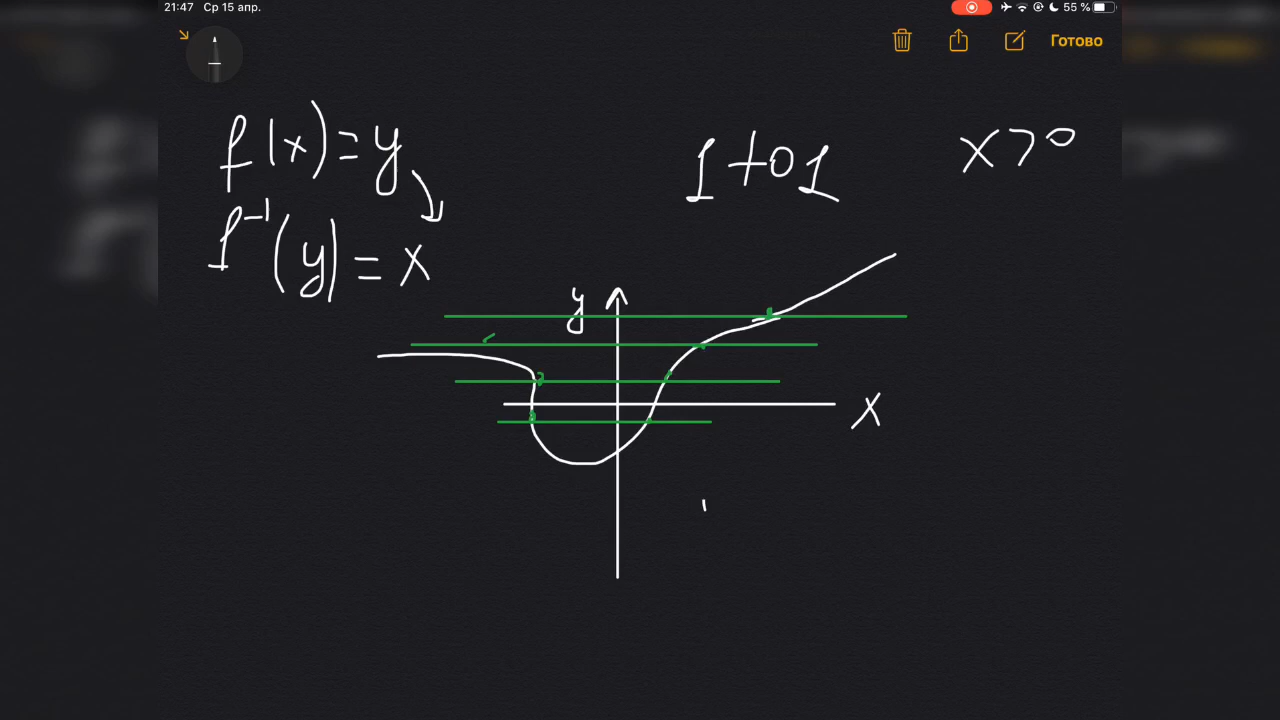 21:47 Ср 15 апр.
55 %
Готово
f(x)=y
1 to 1
x>0
f⁻¹(y)=x
y
x